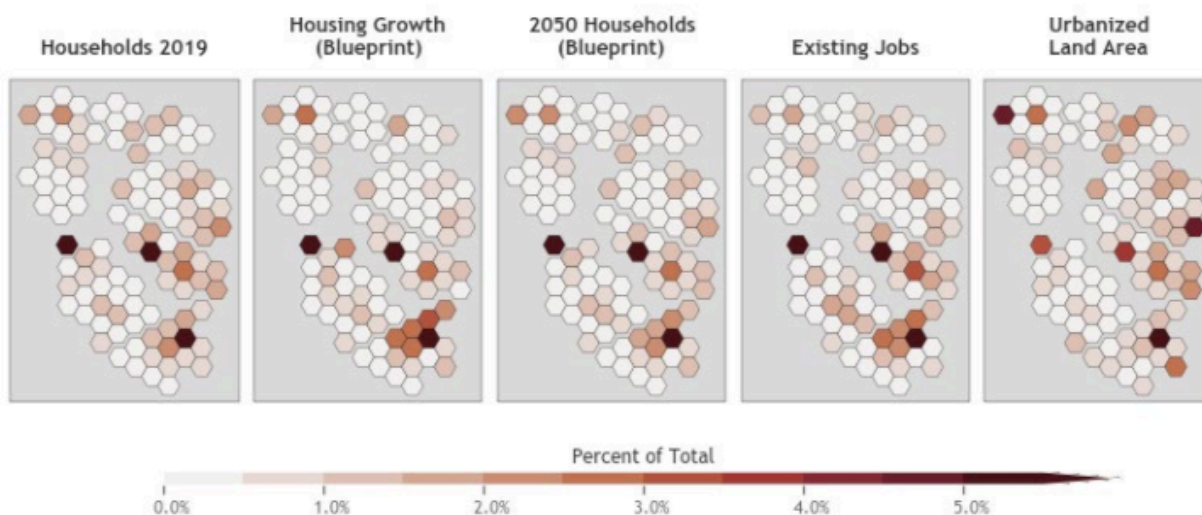 Households 2019
Housing Growth
(Blueprint)
2050 Households
(Blueprint)
Existing Jobs
Urbanized
Land Area
Percent of Total
0.0%
1.0%
2.0%
3.0%
4.0%
5.0%